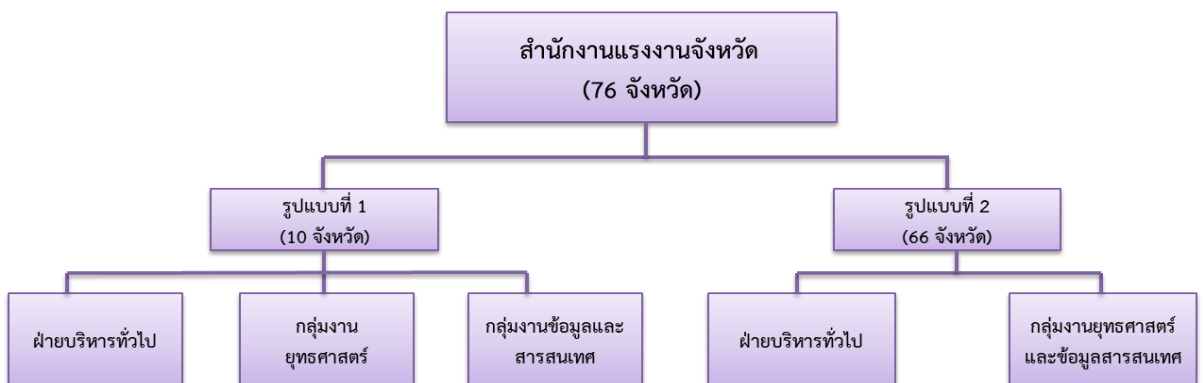 สำนักงานแรงงานจังหวัด
(76 จังหวัด)
รูปแบบที่ 1
(10 จังหวัด)
รูปแบบที่ 2
(66 จังหวัด)
ฝ่ายบริหารทั่วไป
กลุ่มงาน
ยุทธศาสตร์
กลุ่มงานข้อมูลและ
สารสนเทศ
ฝ่ายบริหารทั่วไป
กลุ่มงานยุทธศาสตร์
และข้อมูลสารสนเทศ